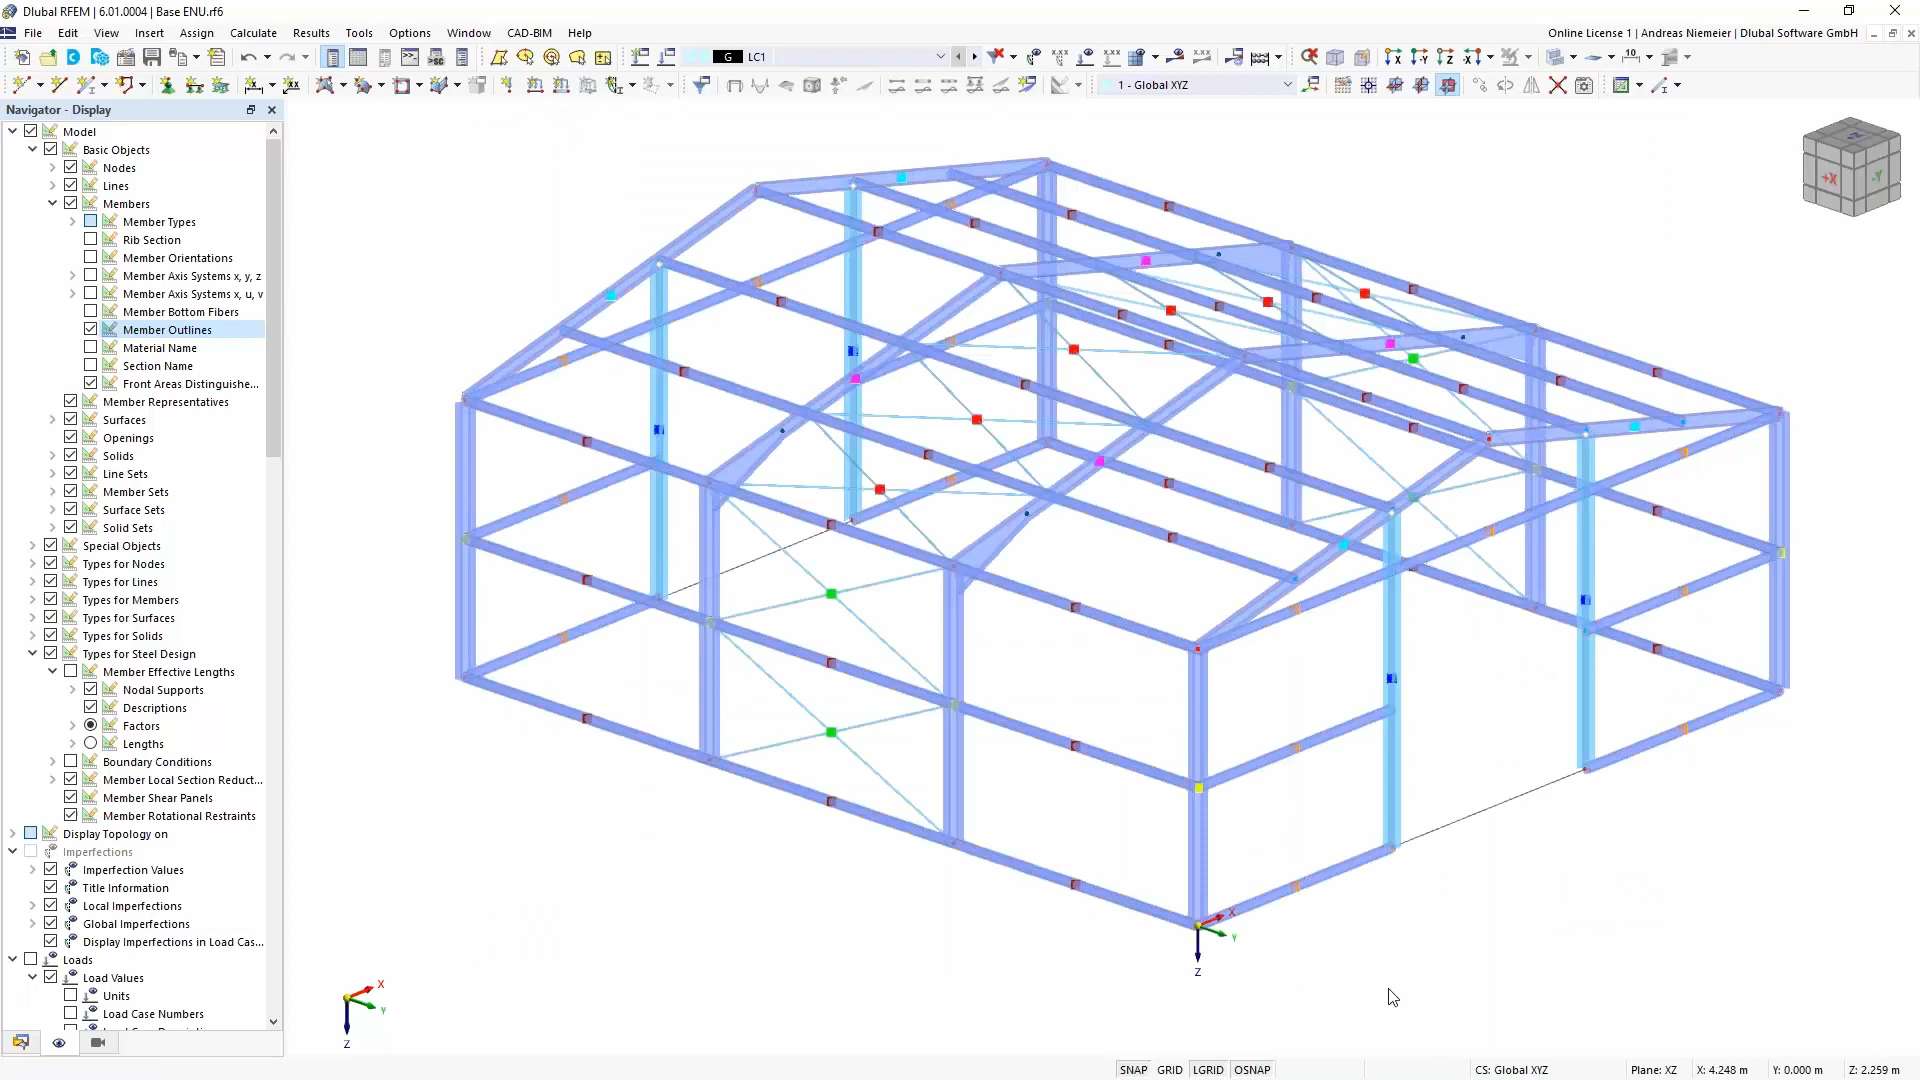 Dlubal RFEM | 6.01.0004 | Base ENU.rf6
File Edit View Insert Assign Calculate Results Tools Options Window CAD-BIM Help
Online License 1 | Andreas Niemeier | Dlubal Software GmbH
G LC1
1 - Global XYZ
Navigator - Display
Model
Basic Objects
Nodes
Lines
Members
Member Types
Rib Section
Member Orientations
Member Axis Systems x, y, z
Member Axis Systems x, u, v
Member Bottom Fibers
Member Outlines
Material Name
Section Name
Front Areas Distinguishe...
Member Representatives
Surfaces
Openings
Solids
Line Sets
Member Sets
Surface Sets
Solid Sets
Special Objects
Types for Nodes
Types for Lines
Types for Members
Types for Surfaces
Types for Solids
Types for Steel Design
Member Effective Lengths
Nodal Supports
Descriptions
Factors
Lengths
Boundary Conditions
Member Local Section Reduct...
Member Shear Panels
Member Rotational Restraints
Display Topology on
Imperfections
Imperfection Values
Title Information
Local Imperfections
Global Imperfections
Display Imperfections in Load Cas...
Loads
Load Values
Units
Load Case Numbers
+X -Y -Z
X
Y
Z
X
Y
Z
SNAP GRID LGRID OSNAP
CS: Global XYZ
Plane: XZ
X: 4.248 m
Y: 0.000 m
Z: 2.259 m